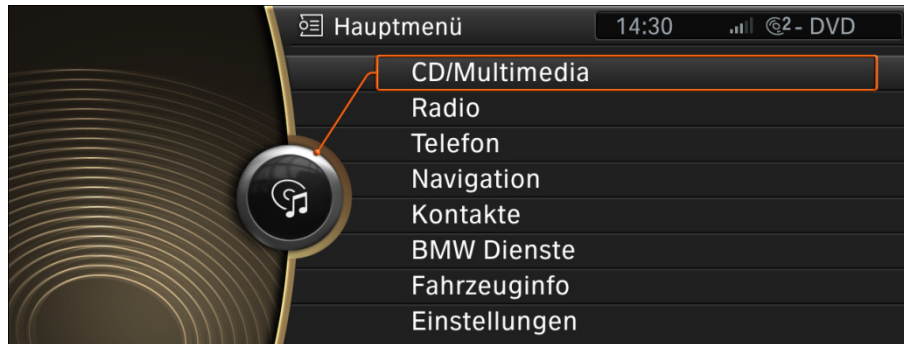 Hauptmenü 14:30 2 - DVD
CD/Multimedia
Radio
Telefon
Navigation
Kontakte
BMW Dienste
Fahrzeuginfo
Einstellungen